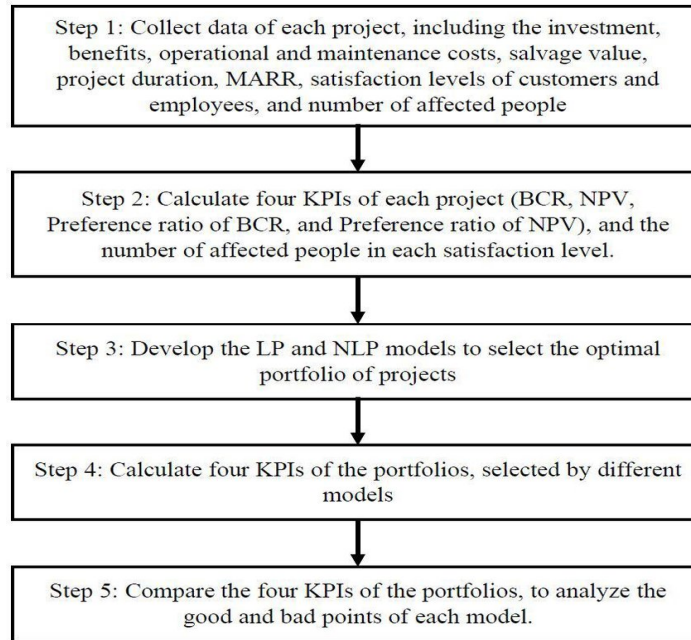 Step 1: Collect data of each project, including the investment,
benefits, operational and maintenance costs, salvage value,
project duration, MARR, satisfaction levels of customers and
employees, and number of affected people
Step 2: Calculate four KPIs of each project (BCR, NPV,
Preference ratio of BCR, and Preference ratio of NPV), and the
number of affected people in each satisfaction level.
Step 3: Develop the LP and NLP models to select the optimal
portfolio of projects
Step 4: Calculate four KPIs of the portfolios, selected by different
models
Step 5: Compare the four KPIs of the portfolios, to analyze the
good and bad points of each model.